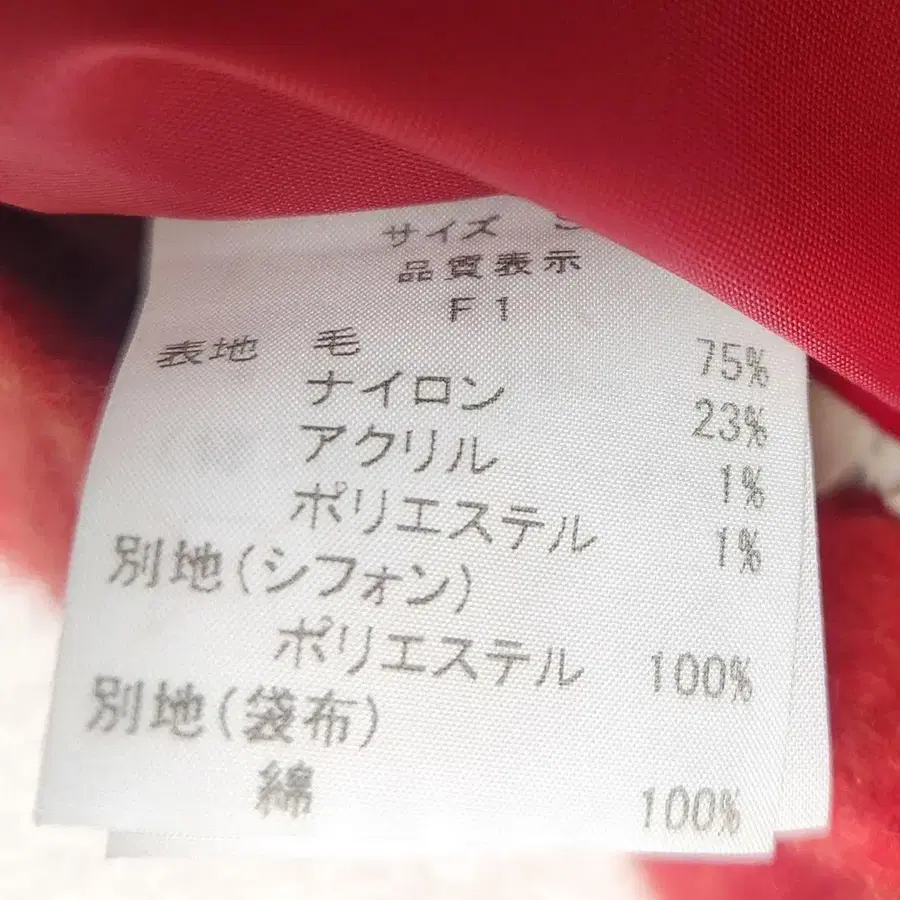 サイズ S
品質表示
F1
表地 毛 75%
ナイロン 23%
アクリル 1%
ポリエステル 1%
別地(シフォン)
ポリエステル 100%
別地(袋布)
綿 100%